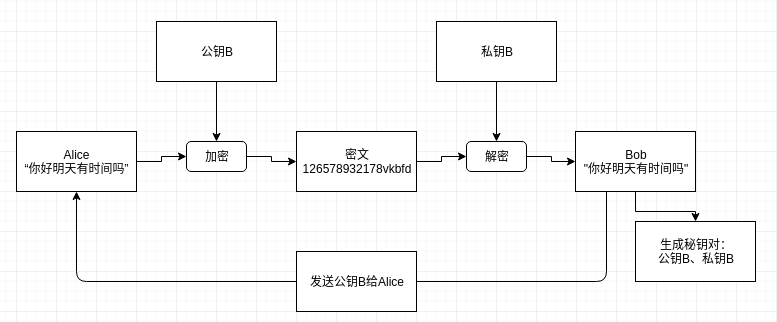 公钥B
私钥B
Alice
“你好明天有时间吗”
加密
密文
126578932178vkbfd
解密
Bob
"你好明天有时间吗"
发送公钥B给Alice
生成秘钥对：
公钥B、私钥B